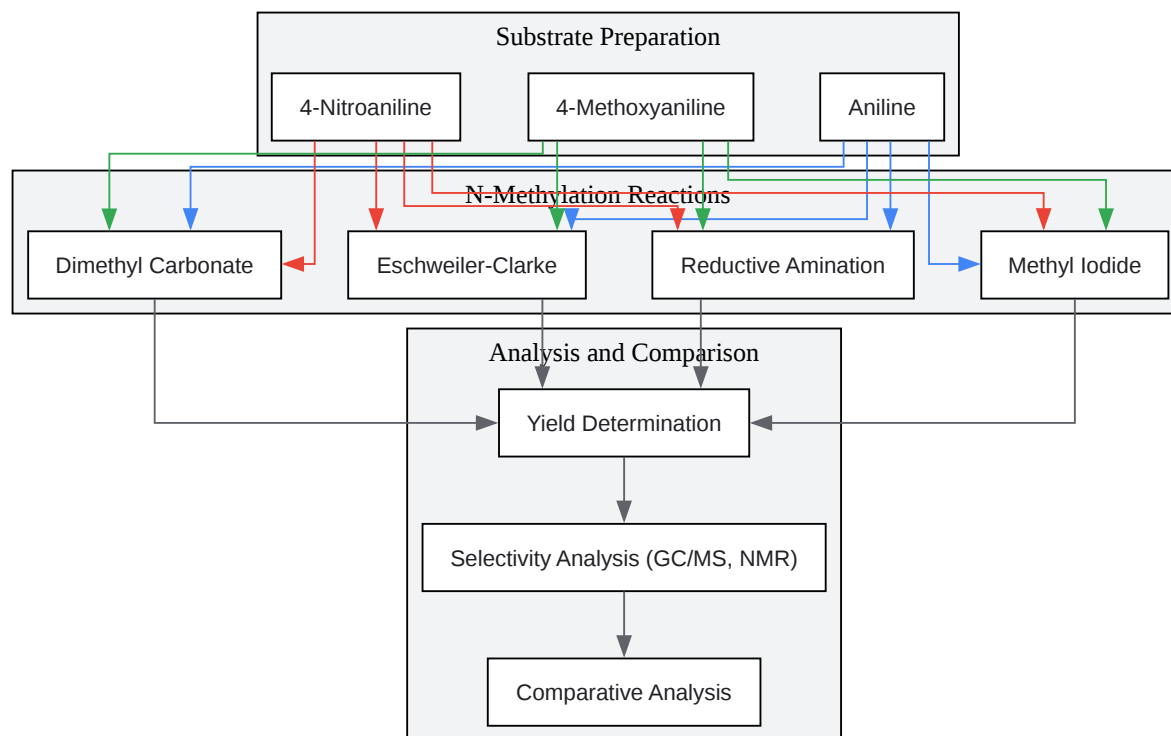 Substrate Preparation
4-Nitroaniline
4-Methoxyaniline
Aniline
N-Methylation Reactions
Dimethyl Carbonate
Eschweiler-Clarke
Reductive Amination
Methyl Iodide
Analysis and Comparison
Yield Determination
Selectivity Analysis (GC/MS, NMR)
Comparative Analysis